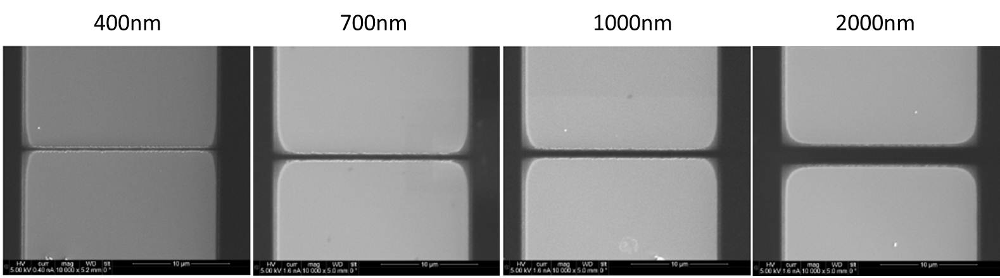 400nm 700nm 1000nm 2000nm
HV curr mag WD tilt 10 µm
5.00 kV 0.40 nA 10 000 x 5.2 mm 0 °
HV curr mag WD tilt 10 µm
5.00 kV 1.6 nA 10 000 x 5.0 mm 0 °
HV curr mag WD tilt 10 µm
5.00 kV 1.6 nA 10 000 x 5.0 mm 0 °
HV curr mag WD tilt 10 µm
5.00 kV 1.6 nA 10 000 x 5.0 mm 0 °